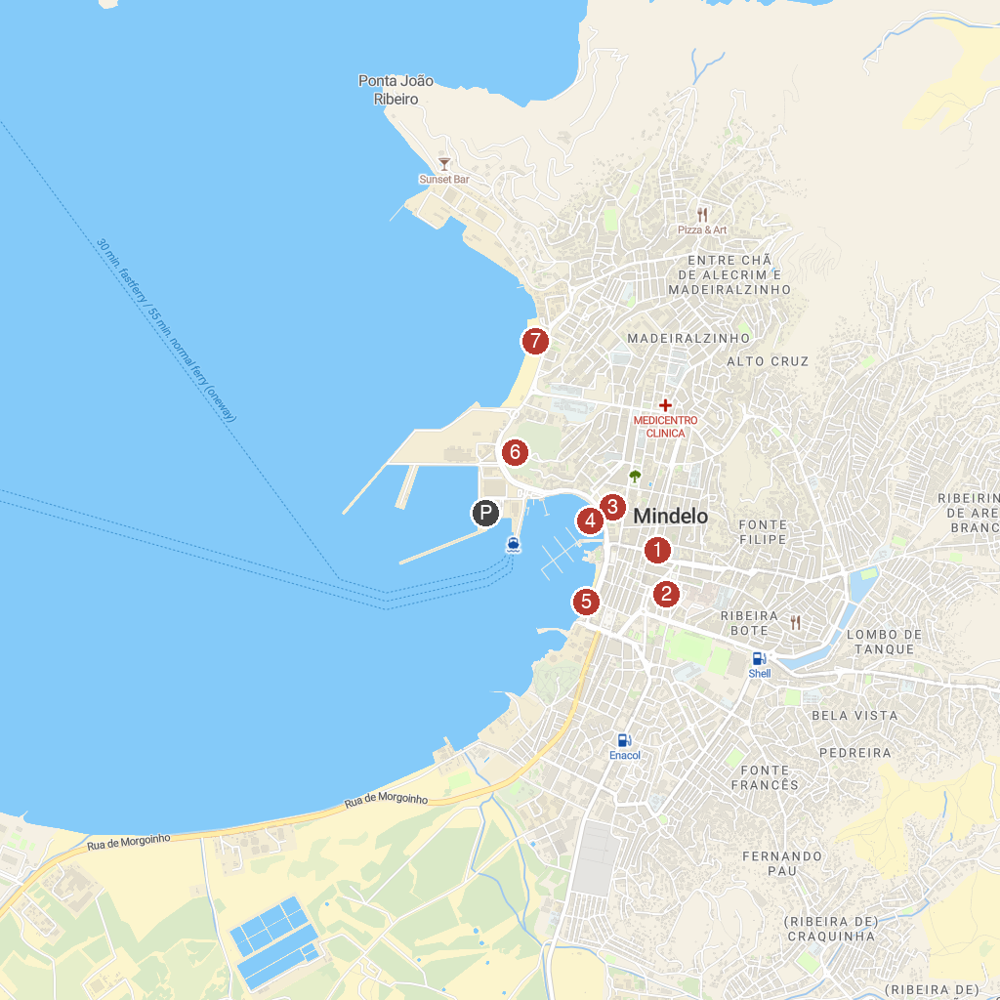 Ponta João
Ribeiro
Sunset Bar
Pizza & Art
ENTRE CHÃ
DE ALECRIM E
MADEIRALZINHO
30 min. fastferry / 55 min. normal ferry (oneway)
7
MADEIRALZINHO
ALTO CRUZ
MEDICENTRO
CLINICA
6
P
3
4
Mindelo
RIBEIRIN
DE ARE
BRANC
FONTE
FILIPE
1
2
5
RIBEIRA
BOTE
LOMBO DE
TANQUE
Shell
BELA VISTA
Enacol
PEDREIRA
FONTE
FRANCÊS
Rua de Morgoinho
Rua de Morgoinho
FERNANDO
PAU
(RIBEIRA DE)
CRAQUINHA
(RIBEIRA DE)